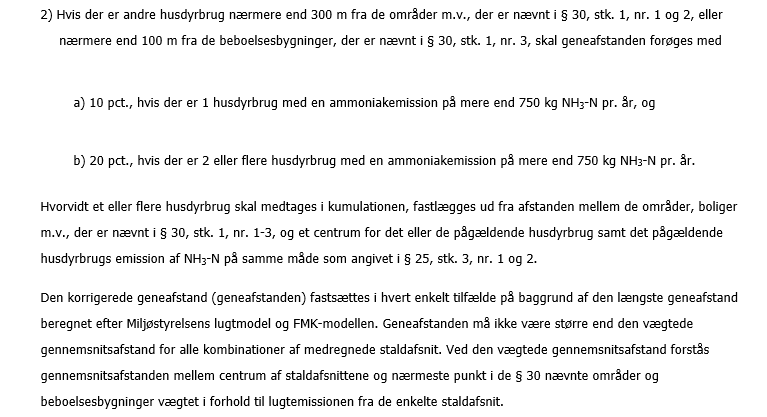 2) Hvis der er andre husdyrbrug nærmere end 300 m fra de områder m.v., der er nævnt i § 30, stk. 1, nr. 1 og 2, eller
nærmere end 100 m fra de beboelsesbygninger, der er nævnt i § 30, stk. 1, nr. 3, skal geneafstanden forøges med
a) 10 pct., hvis der er 1 husdyrbrug med en ammoniakemission på mere end 750 kg NH3-N pr. år, og
b) 20 pct., hvis der er 2 eller flere husdyrbrug med en ammoniakemission på mere end 750 kg NH3-N pr. år.
Hvorvidt et eller flere husdyrbrug skal medtages i kumulationen, fastlægges ud fra afstanden mellem de områder, boliger
m.v., der er nævnt i § 30, stk. 1, nr. 1-3, og et centrum for det eller de pågældende husdyrbrug samt det pågældende
husdyrbrugs emission af NH3-N på samme måde som angivet i § 25, stk. 3, nr. 1 og 2.
Den korrigerede geneafstand (geneafstanden) fastsættes i hvert enkelt tilfælde på baggrund af den længste geneafstand
beregnet efter Miljøstyrelsens lugtmodel og FMK-modellen. Geneafstanden må ikke være større end den vægtede
gennemsnitsafstand for alle kombinationer af medregnede staldafsnit. Ved den vægtede gennemsnitsafstand forstås
gennemsnitsafstanden mellem centrum af staldafsnittene og nærmeste punkt i de § 30 nævnte områder og
beboelsesbygninger vægtet i forhold til lugtemissionen fra de enkelte staldafsnit.